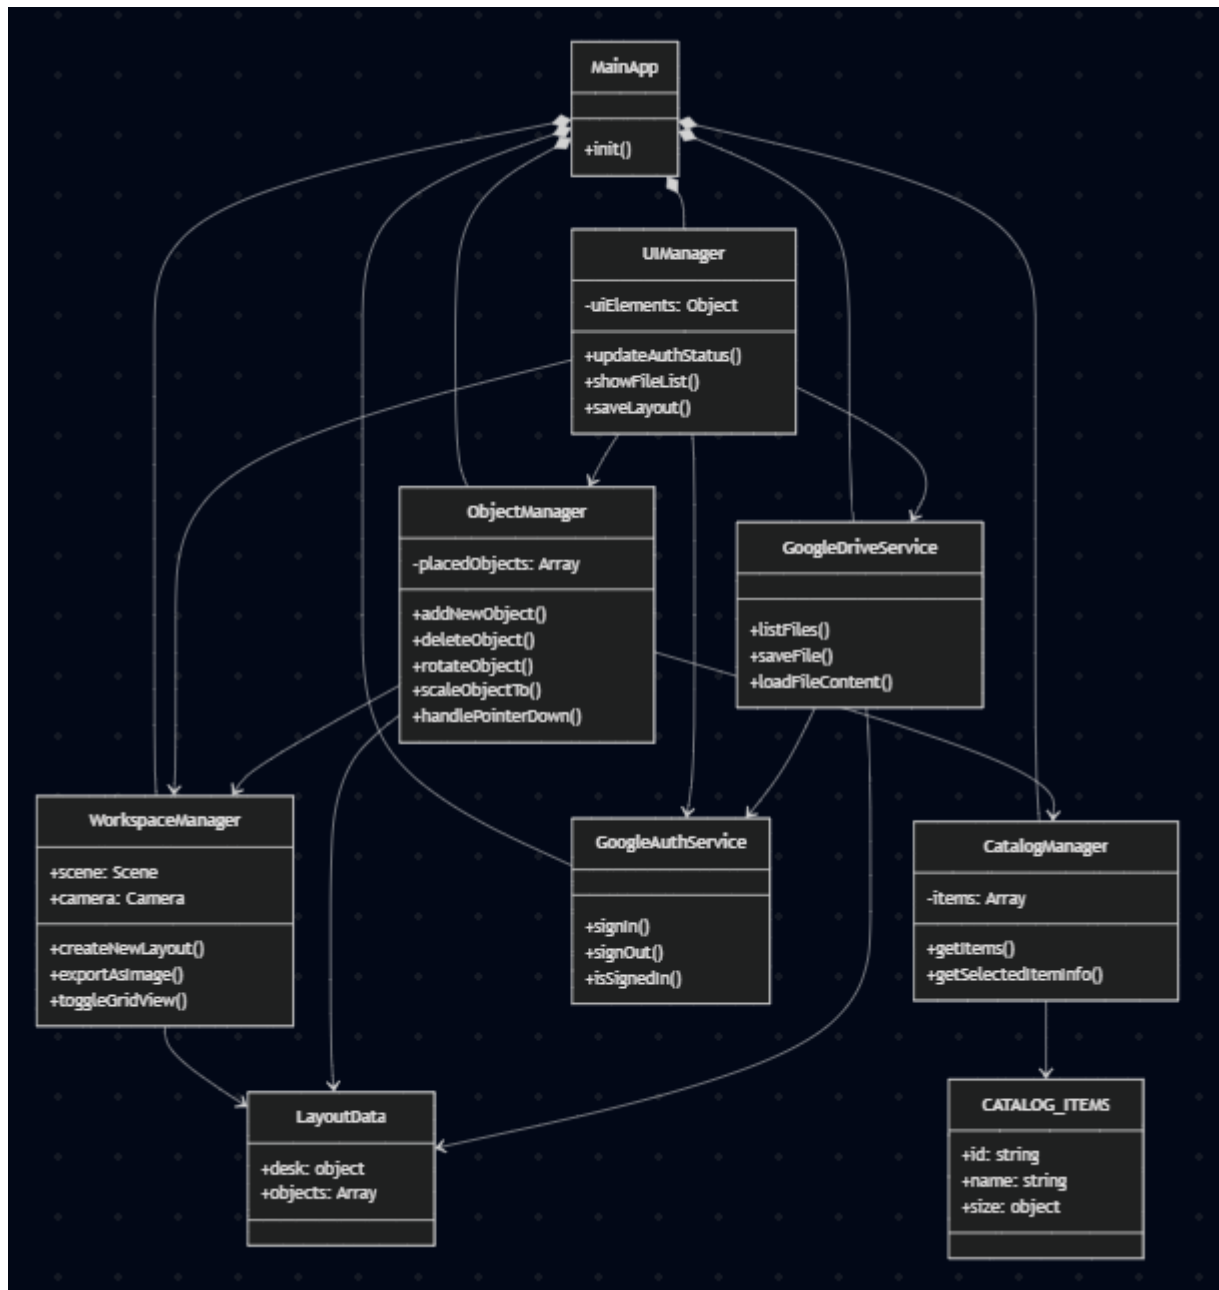 MainApp
+init()
UIManager
-uiElements: Object
+updateAuthStatus()
+showFileList()
+saveLayout()
ObjectManager
-placedObjects: Array
+addNewObject()
+deleteObject()
+rotateObject()
+scaleObjectTo()
+handlePointerDown()
GoogleDriveService
+listFiles()
+saveFile()
+loadFileContent()
WorkspaceManager
+scene: Scene
+camera: Camera
+createNewLayout()
+exportAsImage()
+toggleGridView()
GoogleAuthService
+signIn()
+signOut()
+isSignedIn()
CatalogManager
-items: Array
+getItems()
+getSelectedItemInfo()
LayoutData
+desk: object
+objects: Array
CATALOG_ITEMS
+id: string
+name: string
+size: object